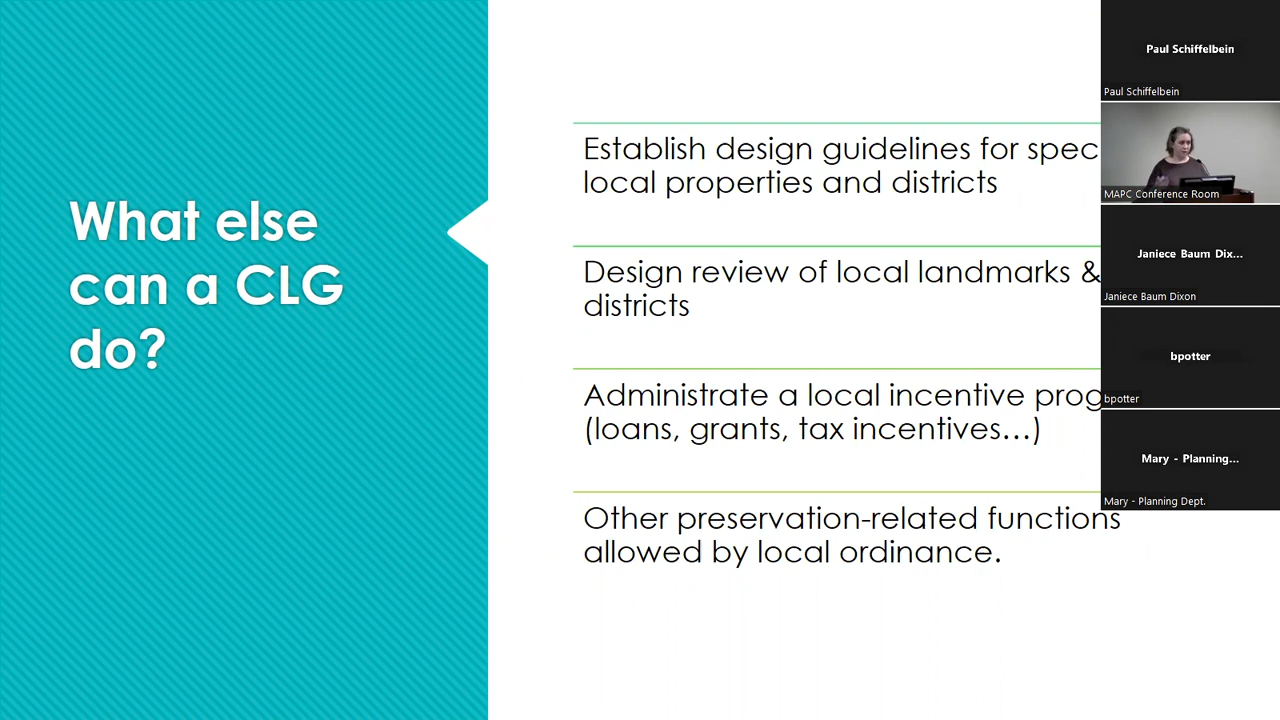 What else
can a CLG
do?
Establish design guidelines for spec
local properties and districts
Design review of local landmarks &
districts
Administrate a local incentive prog
(loans, grants, tax incentives...)
Other preservation-related functions
allowed by local ordinance.
Paul Schiffelbein
Paul Schiffelbein
MAPC Conference Room
Janiece Baum Dix...
Janiece Baum Dixon
bpotter
bpotter
Mary - Planning...
Mary - Planning Dept.